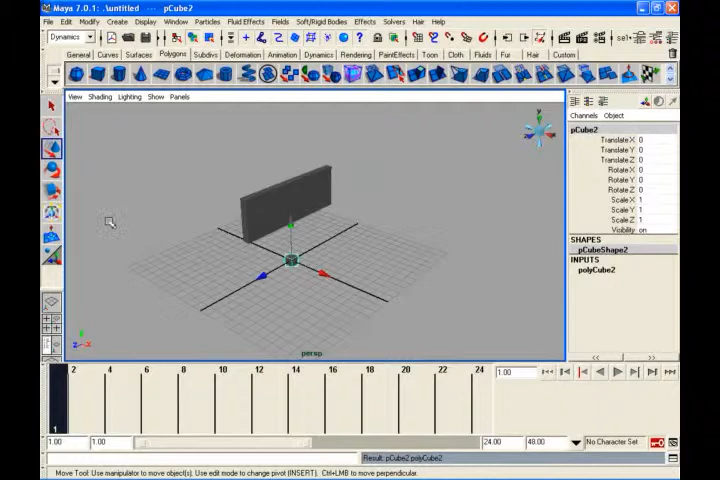 Maya 7.0.1: .\untitled --- pCube2
File Edit Modify Create Display Window Particles Fluid Effects Fields Soft/Rigid Bodies Effects Solvers Hair Help
Dynamics sel
General Curves Surfaces Polygons Subdivs Deformation Animation Dynamics Rendering PaintEffects Toon Cloth Fluids Fur Hair Custom
View Shading Lighting Show Panels
Channels Object
pCube2
Translate X 0
Translate Y 0
Translate Z 0
Rotate X 0
Rotate Y 0
Rotate Z 0
Scale X 1
Scale Y 1
Scale Z 1
Visibility on
SHAPES
pCubeShape2
INPUTS
polyCube2
y
z x
persp
2 4 6 8 10 12 14 16 18 20 22 24
1
1.00
1.00 1.00 24.00 48.00 No Character Set
Result: pCube2 polyCube2
Move Tool: Use manipulator to move object(s). Use edit mode to change pivot (INSERT). Ctrl+LMB to move perpendicular.